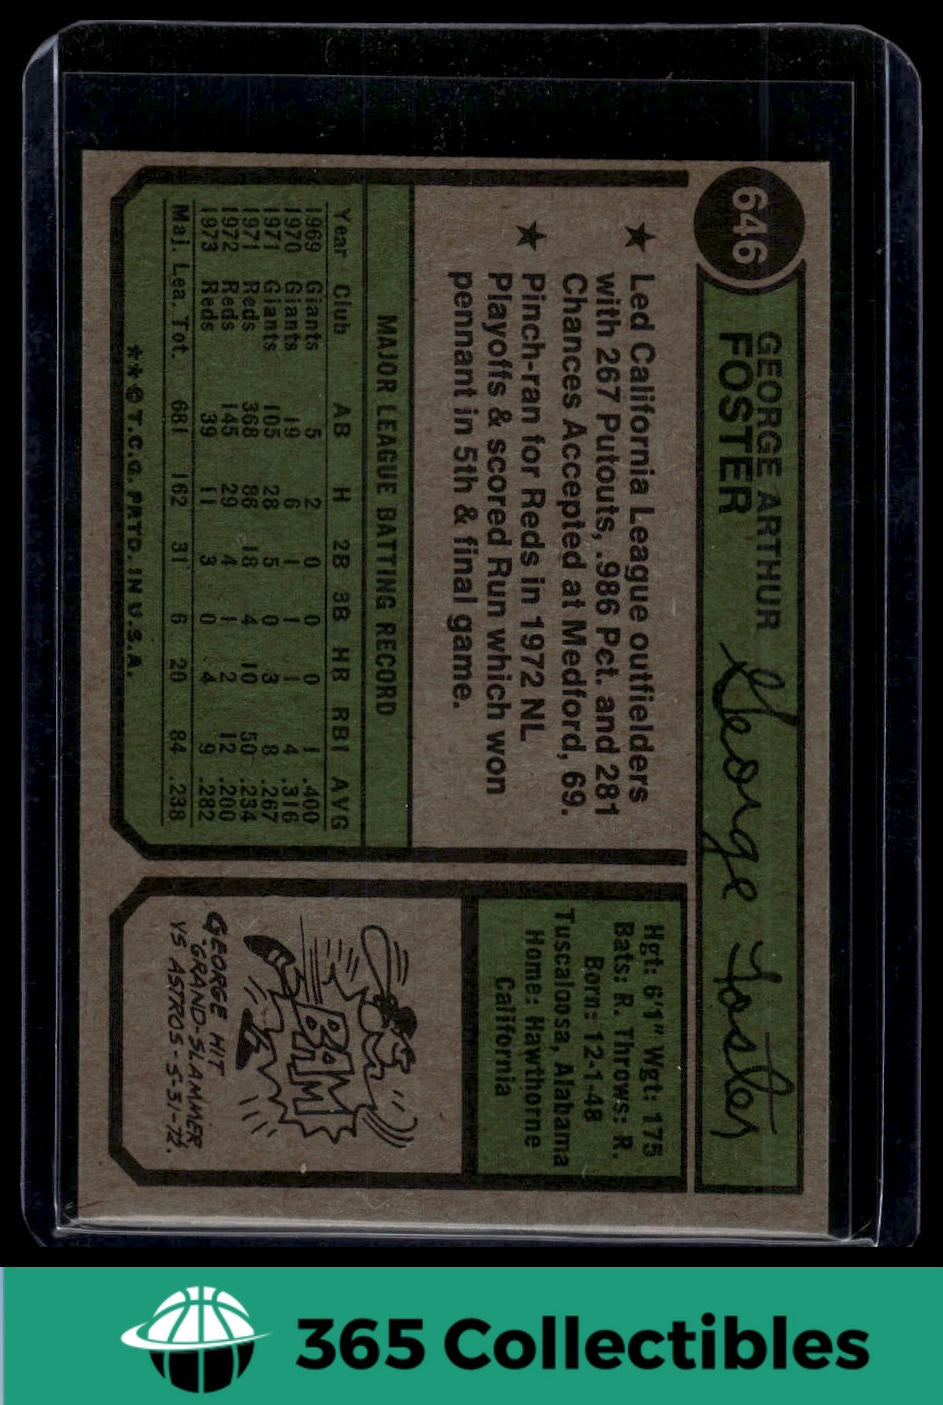 646
GEORGE ARTHUR
FOSTER
George Foster
★ Led California League outfielders
with 267 Putouts, .986 Pct. and 281
Chances Accepted at Medford, 69.
★ Pinch-ran for Reds in 1972 NL
Playoffs & scored Run which won
pennant in 5th & final game.
MAJOR LEAGUE BATTING RECORD
Year Club AB H 2B 3B HR RBI AVG
1969 Giants 5 2 0 0 0 1 .400
1970 Giants 19 6 1 1 1 4 .316
1971 Giants 105 28 5 0 3 8 .267
1971 Reds 368 86 18 4 10 50 .234
1972 Reds 145 29 4 1 2 12 .200
1973 Reds 39 11 3 0 4 9 .282
Maj. Lea. Tot. 681 162 31 6 20 84 .238
**© T.C.G. PRTD. IN U.S.A.
Hgt: 6'1" Wgt: 175
Bats: R. Throws: R.
Born: 12-1-48
Tuscaloosa, Alabama
Home: Hawthorne
California
BAM!
GEORGE HIT
GRAND-SLAMMER
VS ASTROS-5-31-72.
365 Collectibles